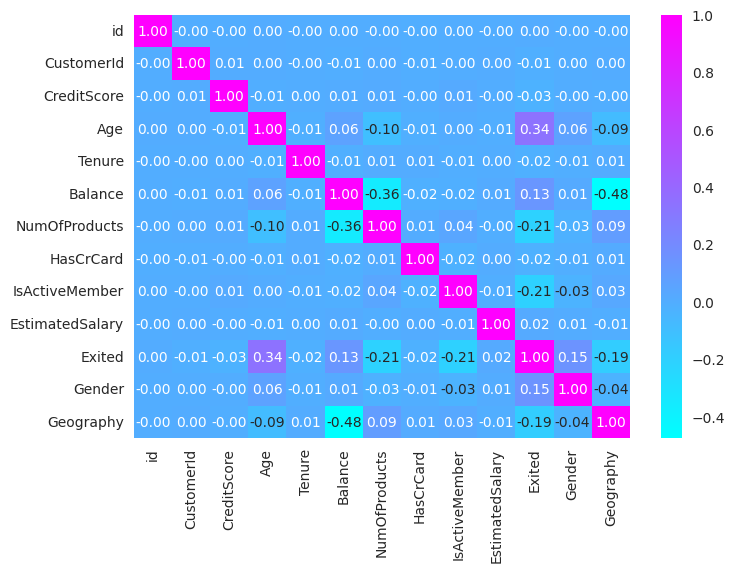 id 1.00 -0.00 -0.00 0.00 -0.00 0.00 -0.00 -0.00 0.00 -0.00 0.00 -0.00 -0.00
CustomerId -0.00 1.00 0.01 0.00 -0.00 -0.01 0.00 -0.01 -0.00 0.00 -0.01 0.00 0.00
CreditScore -0.00 0.01 1.00 -0.01 0.00 0.01 0.01 -0.00 0.01 -0.00 -0.03 -0.00 -0.00
Age 0.00 0.00 -0.01 1.00 -0.01 0.06 -0.10 -0.01 0.00 -0.01 0.34 0.06 -0.09
Tenure -0.00 -0.00 0.00 -0.01 1.00 -0.01 0.01 0.01 -0.01 0.00 -0.02 -0.01 0.01
Balance 0.00 -0.01 0.01 0.06 -0.01 1.00 -0.36 -0.02 -0.02 0.01 0.13 0.01 -0.48
NumOfProducts -0.00 0.00 0.01 -0.10 0.01 -0.36 1.00 0.01 0.04 -0.00 -0.21 -0.03 0.09
HasCrCard -0.00 -0.01 -0.00 -0.01 0.01 -0.02 0.01 1.00 -0.02 0.00 -0.02 -0.01 0.01
IsActiveMember 0.00 -0.00 0.01 0.00 -0.01 -0.02 0.04 -0.02 1.00 -0.01 -0.21 -0.03 0.03
EstimatedSalary -0.00 0.00 -0.00 -0.01 0.00 0.01 -0.00 0.00 -0.01 1.00 0.02 0.01 -0.01
Exited 0.00 -0.01 -0.03 0.34 -0.02 0.13 -0.21 -0.02 -0.21 0.02 1.00 0.15 -0.19
Gender -0.00 0.00 -0.00 0.06 -0.01 0.01 -0.03 -0.01 -0.03 0.01 0.15 1.00 -0.04
Geography -0.00 0.00 -0.00 -0.09 0.01 -0.48 0.09 0.01 0.03 -0.01 -0.19 -0.04 1.00
id
CustomerId
CreditScore
Age
Tenure
Balance
NumOfProducts
HasCrCard
IsActiveMember
EstimatedSalary
Exited
Gender
Geography
1.0
0.8
0.6
0.4
0.2
0.0
−0.2
−0.4